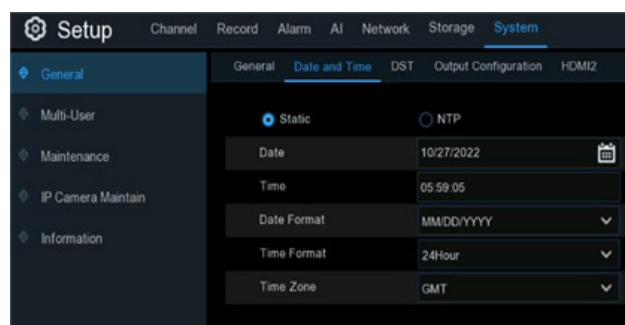 Setup Channel Record Alarm AI Network Storage System
General Date and Time DST Output Configuration HDMI2
General
Multi-User
Maintenance
IP Camera Maintain
Information
Static NTP
Date 10/27/2022
Time 05:59:05
Date Format MM/DD/YYYY
Time Format 24Hour
Time Zone GMT